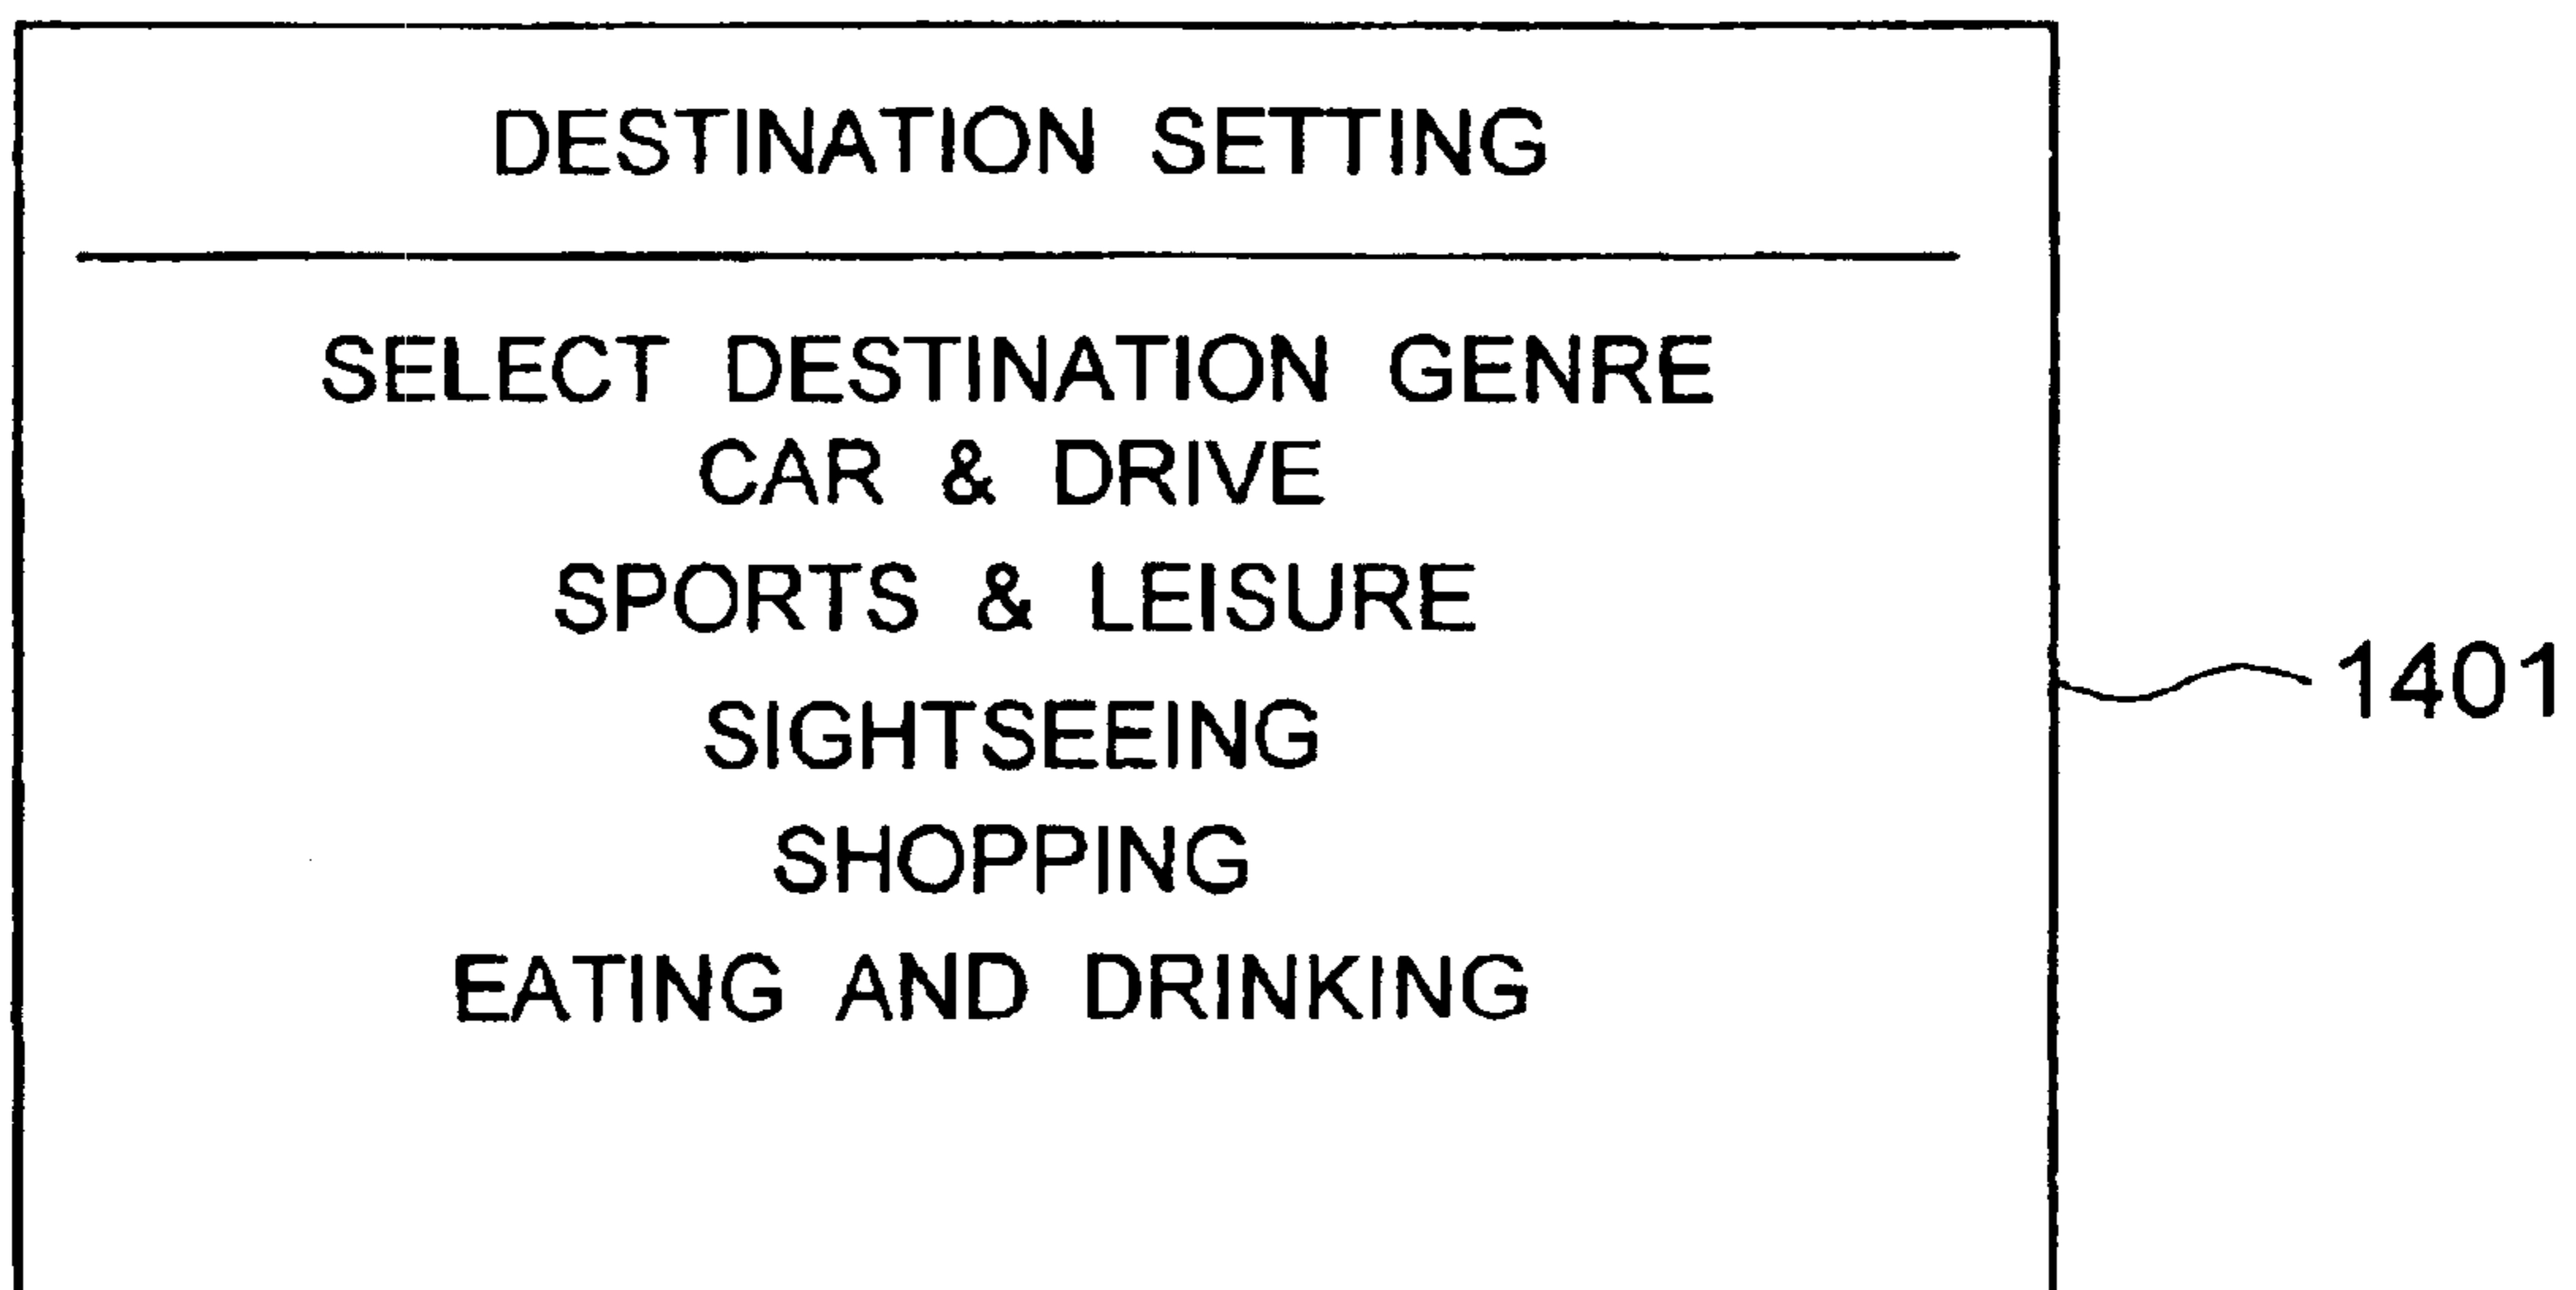 DESTINATION SETTING
SELECT DESTINATION GENRE
CAR & DRIVE
SPORTS & LEISURE
1401
SIGHTSEEING
SHOPPING
EATING AND DRINKING